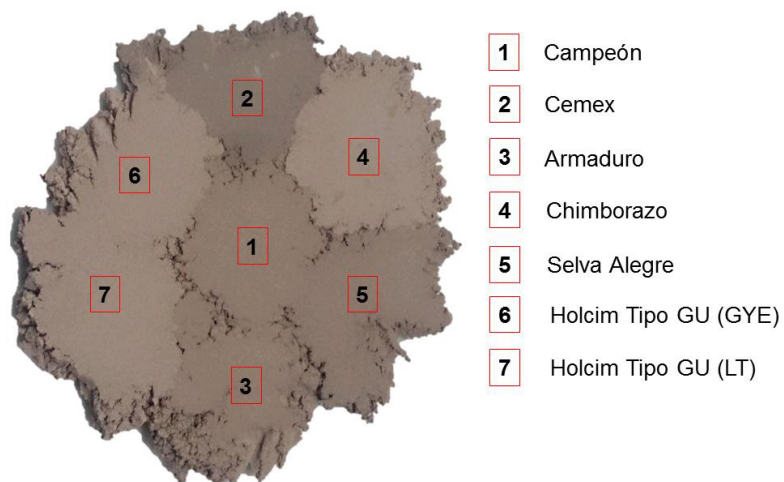 2
6
4
1
7
5
3
1 Campeón
2 Cemex
3 Armaduro
4 Chimborazo
5 Selva Alegre
6 Holcim Tipo GU (GYE)
7 Holcim Tipo GU (LT)